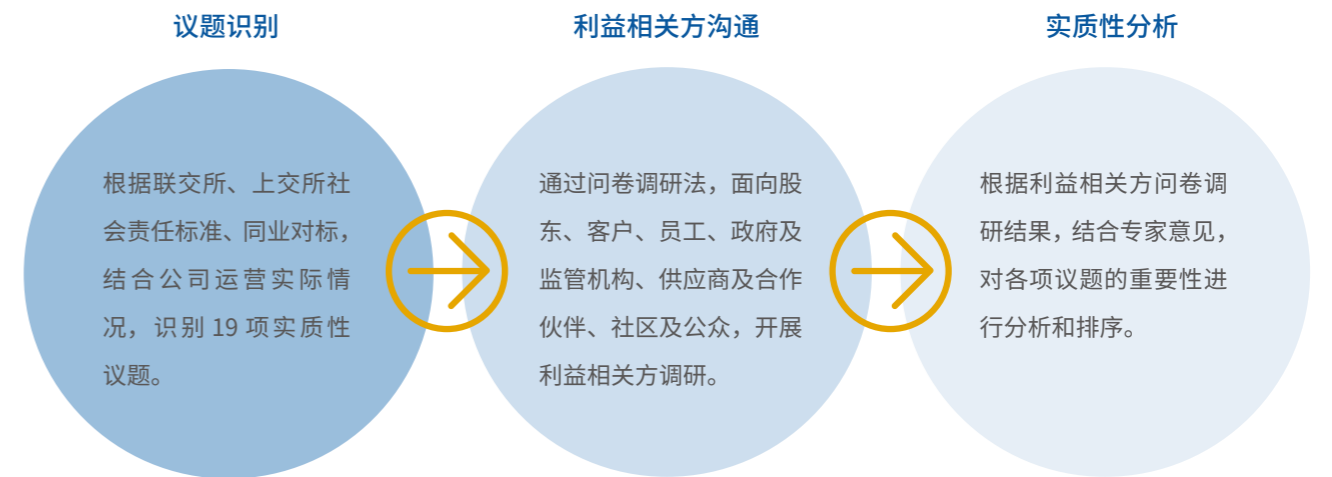 议题识别
根据联交所、上交所社
会责任标准、同业对标，
结合公司运营实际情
况，识别 19 项实质性
议题。
利益相关方沟通
通过问卷调研法，面向股
东、客户、员工、政府及
监管机构、供应商及合作
伙伴、社区及公众，开展
利益相关方调研。
实质性分析
根据利益相关方问卷调
研结果，结合专家意见，
对各项议题的重要性进
行分析和排序。